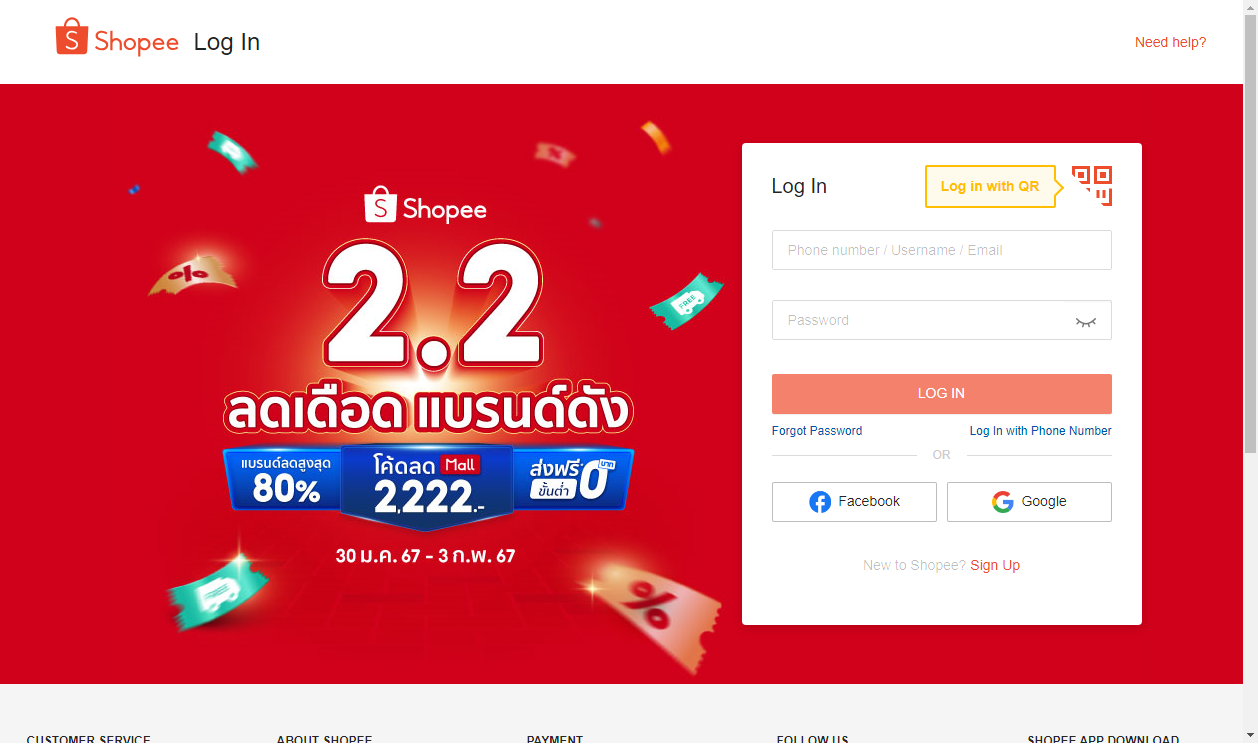 Shopee Log In
Need help?
Shopee
2.2
ลดเดือด แบรนด์ดัง
แบรนด์ลดสูงสุด
80%
โค้ดลด Mall
2,222.-
ส่งฟรี
ขั้นต่ำ 0 บาท
30 ม.ค. 67 - 3 ก.พ. 67
%
FREE
%
Log In
Log in with QR
Phone number / Username / Email
Password
LOG IN
Forgot Password
Log In with Phone Number
OR
Facebook
Google
New to Shopee? Sign Up
CUSTOMER SERVICE
ABOUT SHOPEE
PAYMENT
FOLLOW US
SHOPEE APP DOWNLOAD